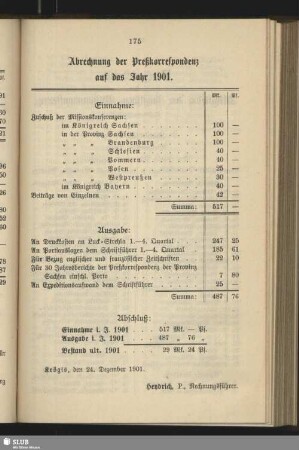 175
Abrechnung der Preßkorrespondenz
auf das Jahr 1901.
Mk. Pf.
Einnahme:
Zuschuß der Missionskonferenzen:
im Königreich Sachsen 100 —
in der Provinz Sachsen 100 —
„ „ „ Brandenburg 100 —
„ „ „ Schlesien 40 —
„ „ „ Pommern 40 —
„ „ „ Posen 25 —
„ „ „ Westpreußen 30 —
im Königreich Bayern 40 —
Beiträge von Einzelnen 42 —
Summa: 517 —
Ausgabe:
An Druckkosten an Luck-Strehla 1.—4. Quartal 247 25
An Portoauslagen dem Schriftführer 1.—4. Quartal 185 61
Für Bezug englischer und französischer Zeitschriften 22 10
Für 30 Jahresberichte der Preßkorrespondenz der Provinz
Sachsen einschl. Porto 7 80
An Expeditionsaufwand dem Schriftführer 25 —
Summa: 487 76
Abschluß:
Einnahme i. J. 1901 . . . 517 Mk. — Pf.
Ausgabe i. J. 1901 . . . 487 „ 76 „
Bestand ult. 1901 . . . 29 Mk. 24 Pf.
Krögis, den 24. Dezember 1901.
Heydrich, P., Rechnungsführer.
SLUB